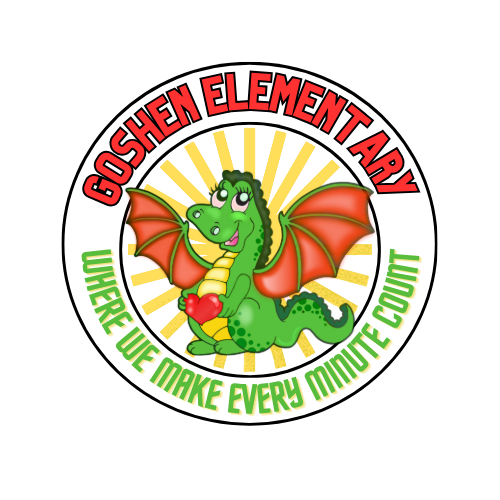 GOSHEN ELEMENTARY
WHERE WE MAKE EVERY MINUTE COUNT